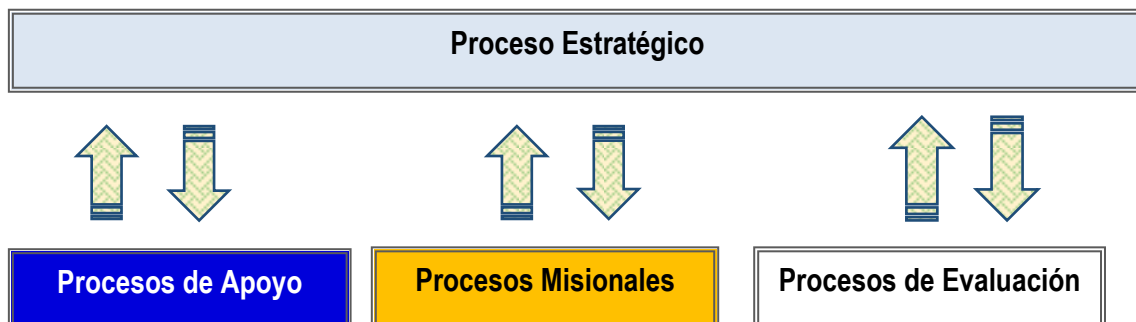 Proceso Estratégico
Procesos de Apoyo
Procesos Misionales
Procesos de Evaluación